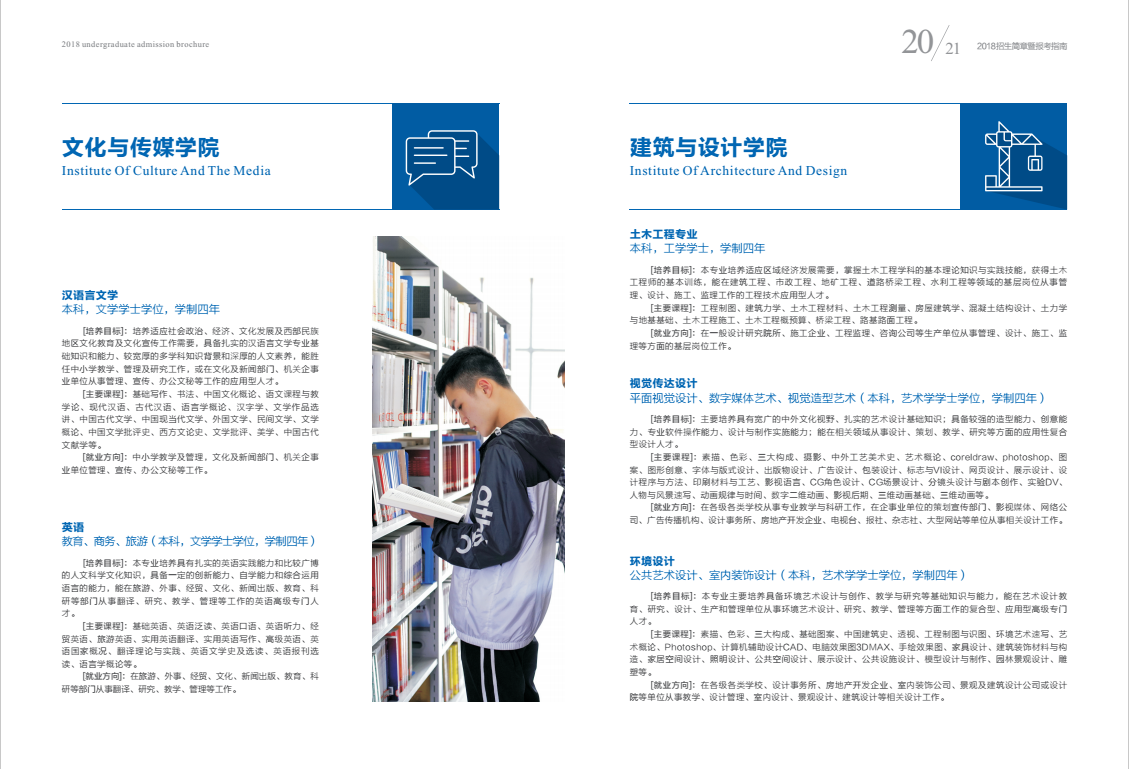 2018 undergraduate admission brochure
20/21 2018招生简章暨报考指南
文化与传媒学院
Institute Of Culture And The Media
汉语言文学
本科，文学学士学位，学制四年
[培养目标]：培养适应社会政治、经济、文化发展及西部民族
地区文化教育及文化宣传工作需要，具备扎实的汉语言文学专业基
础知识和能力、较宽厚的多学科知识背景和深厚的人文素养，能胜
任中小学教学、管理及研究工作，或在文化及新闻部门、机关企事
业单位从事管理、宣传、办公文秘等工作的应用型人才。
[主要课程]：基础写作、书法、中国文化概论、语文课程与教
学论、现代汉语、古代汉语、语言学概论、汉字学、文学作品选
讲、中国古代文学、中国现当代文学、外国文学、民间文学、文学
概论、中国文学批评史、西方文论史、文学批评、美学、中国古代
文献学等。
[就业方向]：中小学教学及管理，文化及新闻部门、机关企事
业单位管理、宣传、办公文秘等工作。
英语
教育、商务、旅游（本科，文学学士学位，学制四年）
[培养目标]：本专业培养具有扎实的英语实践能力和比较广博
的人文科学文化知识，具备一定的创新能力、自学能力和综合运用
语言的能力，能在旅游、外事、经贸、文化、新闻出版、教育、科
研等部门从事翻译、研究、教学、管理等工作的英语高级专门人
才。
[主要课程]：基础英语、英语泛读、英语口语、英语听力、经
贸英语、旅游英语、实用英语翻译、实用英语写作、高级英语、英
语国家概况、翻译理论与实践、英语文学史及选读、英语报刊选
读、语言学概论等。
[就业方向]：在旅游、外事、经贸、文化、新闻出版、教育、科
研等部门从事翻译、研究、教学、管理等工作。
建筑与设计学院
Institute Of Architecture And Design
土木工程专业
本科，工学学士，学制四年
[培养目标]：本专业培养适应区域经济发展需要，掌握土木工程学科的基本理论知识与实践技能，获得土木
工程师的基本训练，能在建筑工程、市政工程、地矿工程、道路桥梁工程、水利工程等领域的基层岗位从事管
理、设计、施工、监理工作的工程技术应用型人才。
[主要课程]：工程制图、建筑力学、土木工程材料、土木工程测量、房屋建筑学、混凝土结构设计、土力学
与地基基础、土木工程施工、土木工程概预算、桥梁工程、路基路面工程。
[就业方向]：在一般设计研究院所、施工企业、工程监理、咨询公司等生产单位从事管理、设计、施工、监
理等方面的基层岗位工作。
视觉传达设计
平面视觉设计、数字媒体艺术、视觉造型艺术（本科，艺术学学士学位，学制四年）
[培养目标]：主要培养具有宽广的中外文化视野、扎实的艺术设计基础知识；具备较强的造型能力、创意能
力、专业软件操作能力、设计与制作实施能力；能在相关领域从事设计、策划、教学、研究等方面的应用性复合
型设计人才。
[主要课程]：素描、色彩、三大构成、摄影、中外工艺美术史、艺术概论、coreldraw、photoshop、图
案、图形创意、字体与版式设计、出版物设计、广告设计、包装设计、标志与VI设计、网页设计、展示设计、设
计程序与方法、印刷材料与工艺、影视语言、CG角色设计、CG场景设计、分镜头设计与剧本创作、实验DV、
人物与风景速写、动画规律与时间、数字二维动画、影视后期、三维动画基础、三维动画等。
[就业方向]：在各级各类学校从事专业教学与科研工作，在企事业单位的策划宣传部门、影视媒体、网络公
司、广告传播机构、设计事务所、房地产开发企业、电视台、报社、杂志社、大型网站等单位从事相关设计工作。
环境设计
公共艺术设计、室内装饰设计（本科，艺术学学士学位，学制四年）
[培养目标]：本专业主要培养具备环境艺术设计与创作、教学与研究等基础知识与能力，能在艺术设计教
育、研究、设计、生产和管理单位从事环境艺术设计、研究、教学、管理等方面工作的复合型、应用型高级专门
人才。
[主要课程]：素描、色彩、三大构成、基础图案、中国建筑史、透视、工程制图与识图、环境艺术速写、艺
术概论、Photoshop、计算机辅助设计CAD、电脑效果图3DMAX、手绘效果图、家具设计、建筑装饰材料与构
造、家居空间设计、照明设计、公共空间设计、展示设计、公共设施设计、模型设计与制作、园林景观设计、雕
塑等。
[就业方向]：在各级各类学校、设计事务所、房地产开发企业、室内装饰公司、景观及建筑设计公司或设计
院等单位从事教学、设计管理、室内设计、景观设计、建筑设计等相关设计工作。